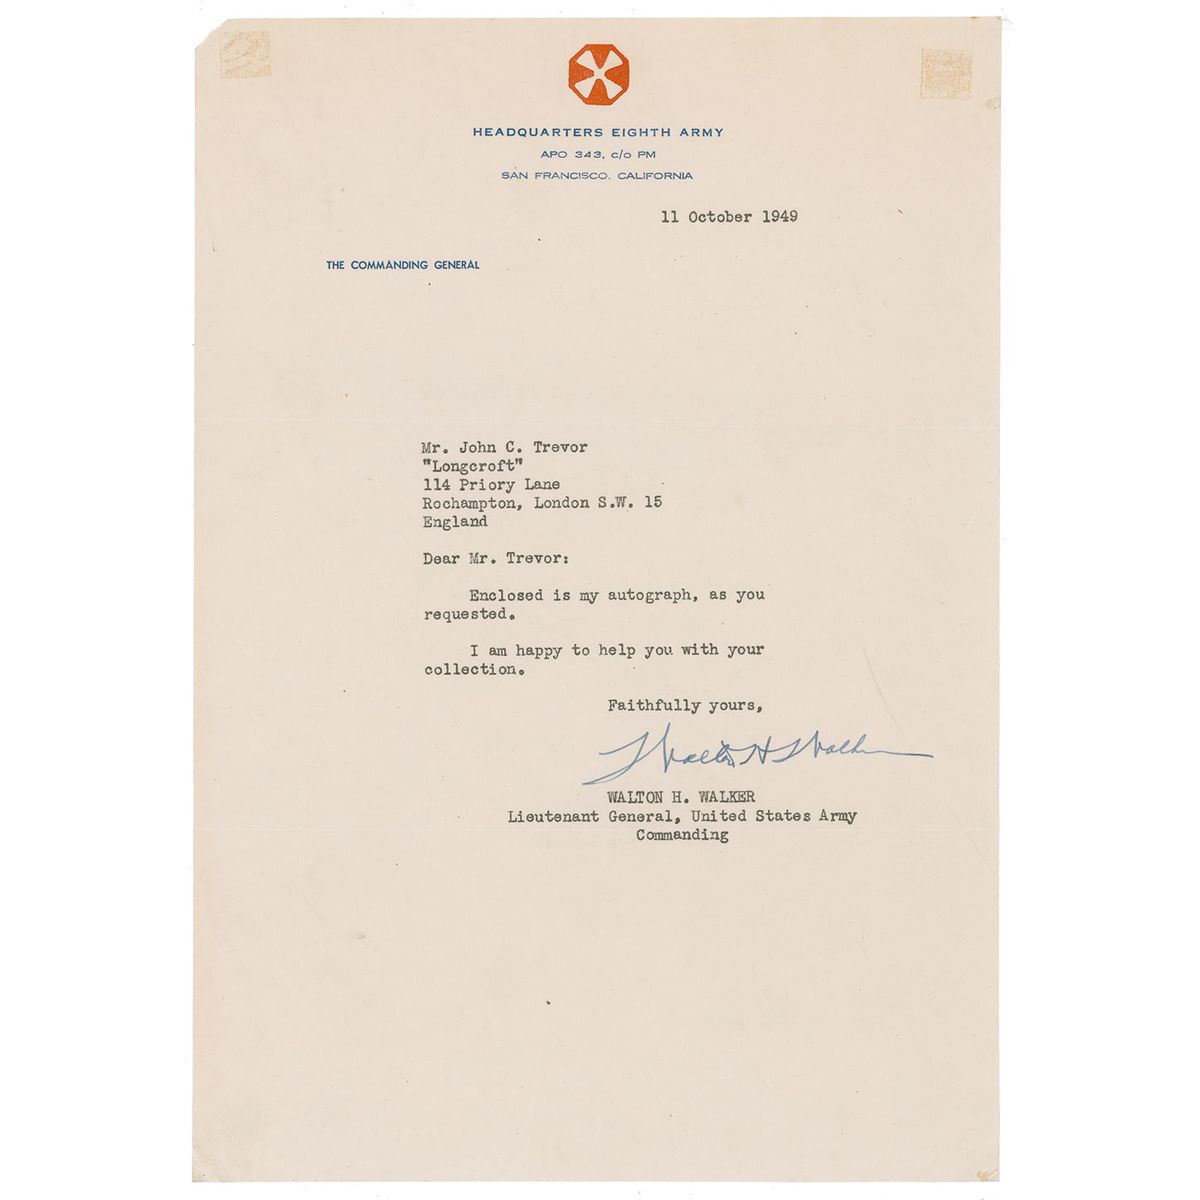 HEADQUARTERS EIGHTH ARMY
APO 343, c/o PM
SAN FRANCISCO, CALIFORNIA
11 October 1949
THE COMMANDING GENERAL
Mr. John C. Trevor
"Longcroft"
114 Priory Lane
Rochampton, London S.W. 15
England
Dear Mr. Trevor:
Enclosed is my autograph, as you
requested.
I am happy to help you with your
collection.
Faithfully yours,
Walton H Walker
WALTON H. WALKER
Lieutenant General, United States Army
Commanding